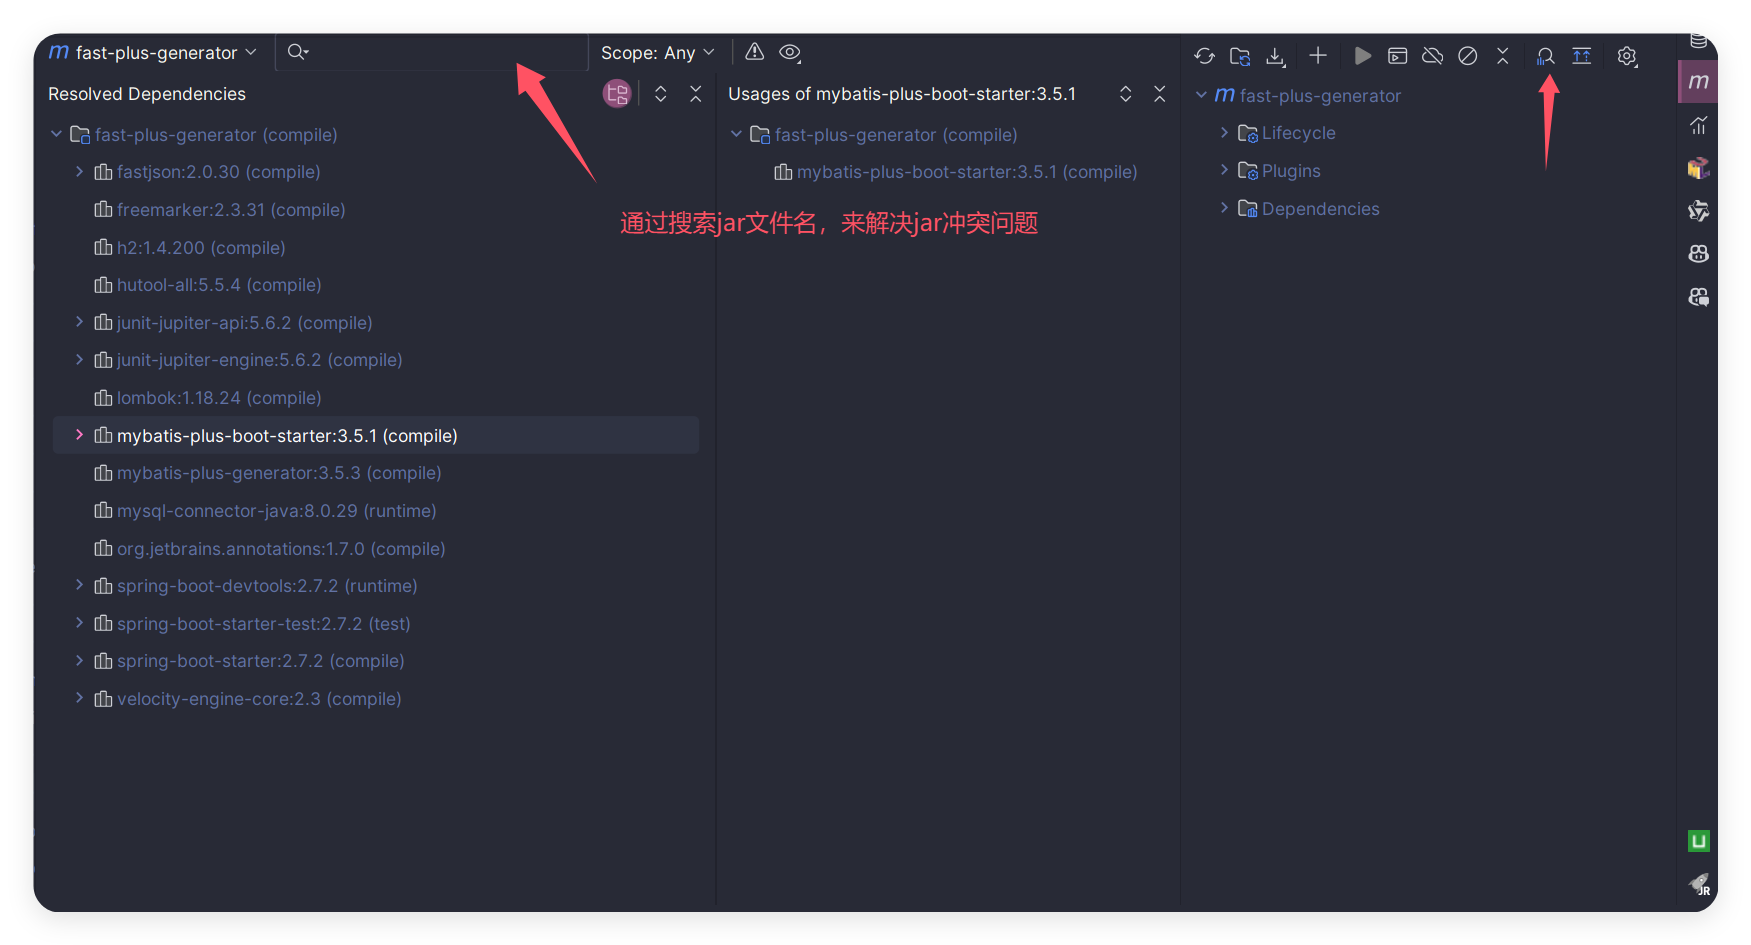 m fast-plus-generator
Scope: Any
Resolved Dependencies
fast-plus-generator (compile)
fastjson:2.0.30 (compile)
freemarker:2.3.31 (compile)
h2:1.4.200 (compile)
hutool-all:5.5.4 (compile)
junit-jupiter-api:5.6.2 (compile)
junit-jupiter-engine:5.6.2 (compile)
lombok:1.18.24 (compile)
mybatis-plus-boot-starter:3.5.1 (compile)
mybatis-plus-generator:3.5.3 (compile)
mysql-connector-java:8.0.29 (runtime)
org.jetbrains.annotations:1.7.0 (compile)
spring-boot-devtools:2.7.2 (runtime)
spring-boot-starter-test:2.7.2 (test)
spring-boot-starter:2.7.2 (compile)
velocity-engine-core:2.3 (compile)
Usages of mybatis-plus-boot-starter:3.5.1
fast-plus-generator (compile)
mybatis-plus-boot-starter:3.5.1 (compile)
通过搜索jar文件名，来解决jar冲突问题
m fast-plus-generator
Lifecycle
Plugins
Dependencies
m
U
JR